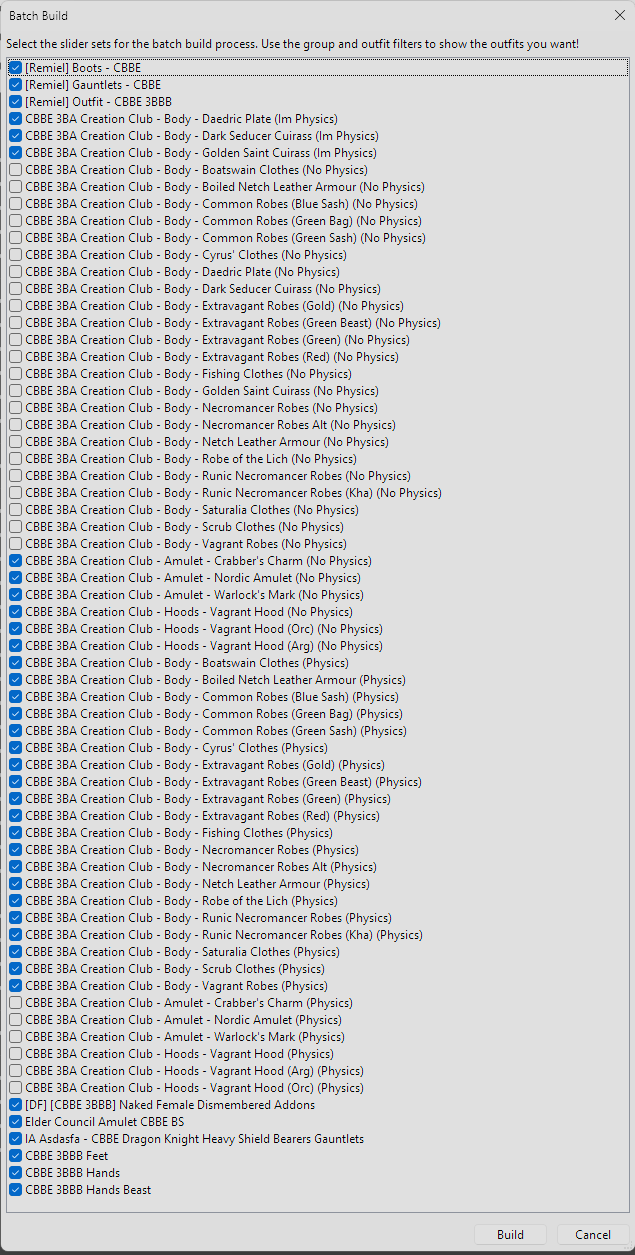 Batch Build
Select the slider sets for the batch build process. Use the group and outfit filters to show the outfits you want!
[Remiel] Boots - CBBE
[Remiel] Gauntlets - CBBE
[Remiel] Outfit - CBBE 3BBB
CBBE 3BA Creation Club - Body - Daedric Plate (Im Physics)
CBBE 3BA Creation Club - Body - Dark Seducer Cuirass (Im Physics)
CBBE 3BA Creation Club - Body - Golden Saint Cuirass (Im Physics)
CBBE 3BA Creation Club - Body - Boatswain Clothes (No Physics)
CBBE 3BA Creation Club - Body - Boiled Netch Leather Armour (No Physics)
CBBE 3BA Creation Club - Body - Common Robes (Blue Sash) (No Physics)
CBBE 3BA Creation Club - Body - Common Robes (Green Bag) (No Physics)
CBBE 3BA Creation Club - Body - Common Robes (Green Sash) (No Physics)
CBBE 3BA Creation Club - Body - Cyrus' Clothes (No Physics)
CBBE 3BA Creation Club - Body - Daedric Plate (No Physics)
CBBE 3BA Creation Club - Body - Dark Seducer Cuirass (No Physics)
CBBE 3BA Creation Club - Body - Extravagant Robes (Gold) (No Physics)
CBBE 3BA Creation Club - Body - Extravagant Robes (Green Beast) (No Physics)
CBBE 3BA Creation Club - Body - Extravagant Robes (Green) (No Physics)
CBBE 3BA Creation Club - Body - Extravagant Robes (Red) (No Physics)
CBBE 3BA Creation Club - Body - Fishing Clothes (No Physics)
CBBE 3BA Creation Club - Body - Golden Saint Cuirass (No Physics)
CBBE 3BA Creation Club - Body - Necromancer Robes (No Physics)
CBBE 3BA Creation Club - Body - Necromancer Robes Alt (No Physics)
CBBE 3BA Creation Club - Body - Netch Leather Armour (No Physics)
CBBE 3BA Creation Club - Body - Robe of the Lich (No Physics)
CBBE 3BA Creation Club - Body - Runic Necromancer Robes (No Physics)
CBBE 3BA Creation Club - Body - Runic Necromancer Robes (Kha) (No Physics)
CBBE 3BA Creation Club - Body - Saturalia Clothes (No Physics)
CBBE 3BA Creation Club - Body - Scrub Clothes (No Physics)
CBBE 3BA Creation Club - Body - Vagrant Robes (No Physics)
CBBE 3BA Creation Club - Amulet - Crabber's Charm (No Physics)
CBBE 3BA Creation Club - Amulet - Nordic Amulet (No Physics)
CBBE 3BA Creation Club - Amulet - Warlock's Mark (No Physics)
CBBE 3BA Creation Club - Hoods - Vagrant Hood (No Physics)
CBBE 3BA Creation Club - Hoods - Vagrant Hood (Orc) (No Physics)
CBBE 3BA Creation Club - Hoods - Vagrant Hood (Arg) (No Physics)
CBBE 3BA Creation Club - Body - Boatswain Clothes (Physics)
CBBE 3BA Creation Club - Body - Boiled Netch Leather Armour (Physics)
CBBE 3BA Creation Club - Body - Common Robes (Blue Sash) (Physics)
CBBE 3BA Creation Club - Body - Common Robes (Green Bag) (Physics)
CBBE 3BA Creation Club - Body - Common Robes (Green Sash) (Physics)
CBBE 3BA Creation Club - Body - Cyrus' Clothes (Physics)
CBBE 3BA Creation Club - Body - Extravagant Robes (Gold) (Physics)
CBBE 3BA Creation Club - Body - Extravagant Robes (Green Beast) (Physics)
CBBE 3BA Creation Club - Body - Extravagant Robes (Green) (Physics)
CBBE 3BA Creation Club - Body - Extravagant Robes (Red) (Physics)
CBBE 3BA Creation Club - Body - Fishing Clothes (Physics)
CBBE 3BA Creation Club - Body - Necromancer Robes (Physics)
CBBE 3BA Creation Club - Body - Necromancer Robes Alt (Physics)
CBBE 3BA Creation Club - Body - Netch Leather Armour (Physics)
CBBE 3BA Creation Club - Body - Robe of the Lich (Physics)
CBBE 3BA Creation Club - Body - Runic Necromancer Robes (Physics)
CBBE 3BA Creation Club - Body - Runic Necromancer Robes (Kha) (Physics)
CBBE 3BA Creation Club - Body - Saturalia Clothes (Physics)
CBBE 3BA Creation Club - Body - Scrub Clothes (Physics)
CBBE 3BA Creation Club - Body - Vagrant Robes (Physics)
CBBE 3BA Creation Club - Amulet - Crabber's Charm (Physics)
CBBE 3BA Creation Club - Amulet - Nordic Amulet (Physics)
CBBE 3BA Creation Club - Amulet - Warlock's Mark (Physics)
CBBE 3BA Creation Club - Hoods - Vagrant Hood (Physics)
CBBE 3BA Creation Club - Hoods - Vagrant Hood (Arg) (Physics)
CBBE 3BA Creation Club - Hoods - Vagrant Hood (Orc) (Physics)
[DF] [CBBE 3BBB] Naked Female Dismembered Addons
Elder Council Amulet CBBE BS
IA Asdasfa - CBBE Dragon Knight Heavy Shield Bearers Gauntlets
CBBE 3BBB Feet
CBBE 3BBB Hands
CBBE 3BBB Hands Beast
Build
Cancel